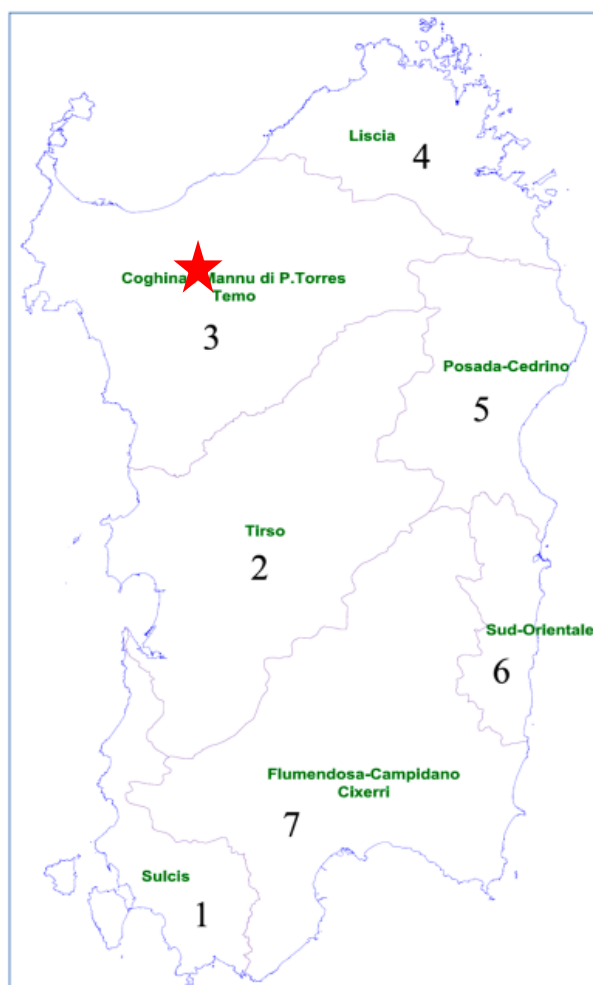 Liscia
4
Coghina Mannu di P.Torres
Temo
3
Posada-Cedrino
5
Tirso
2
Sud-Orientale
6
Flumendosa-Campidano
Cixerri
7
Sulcis
1